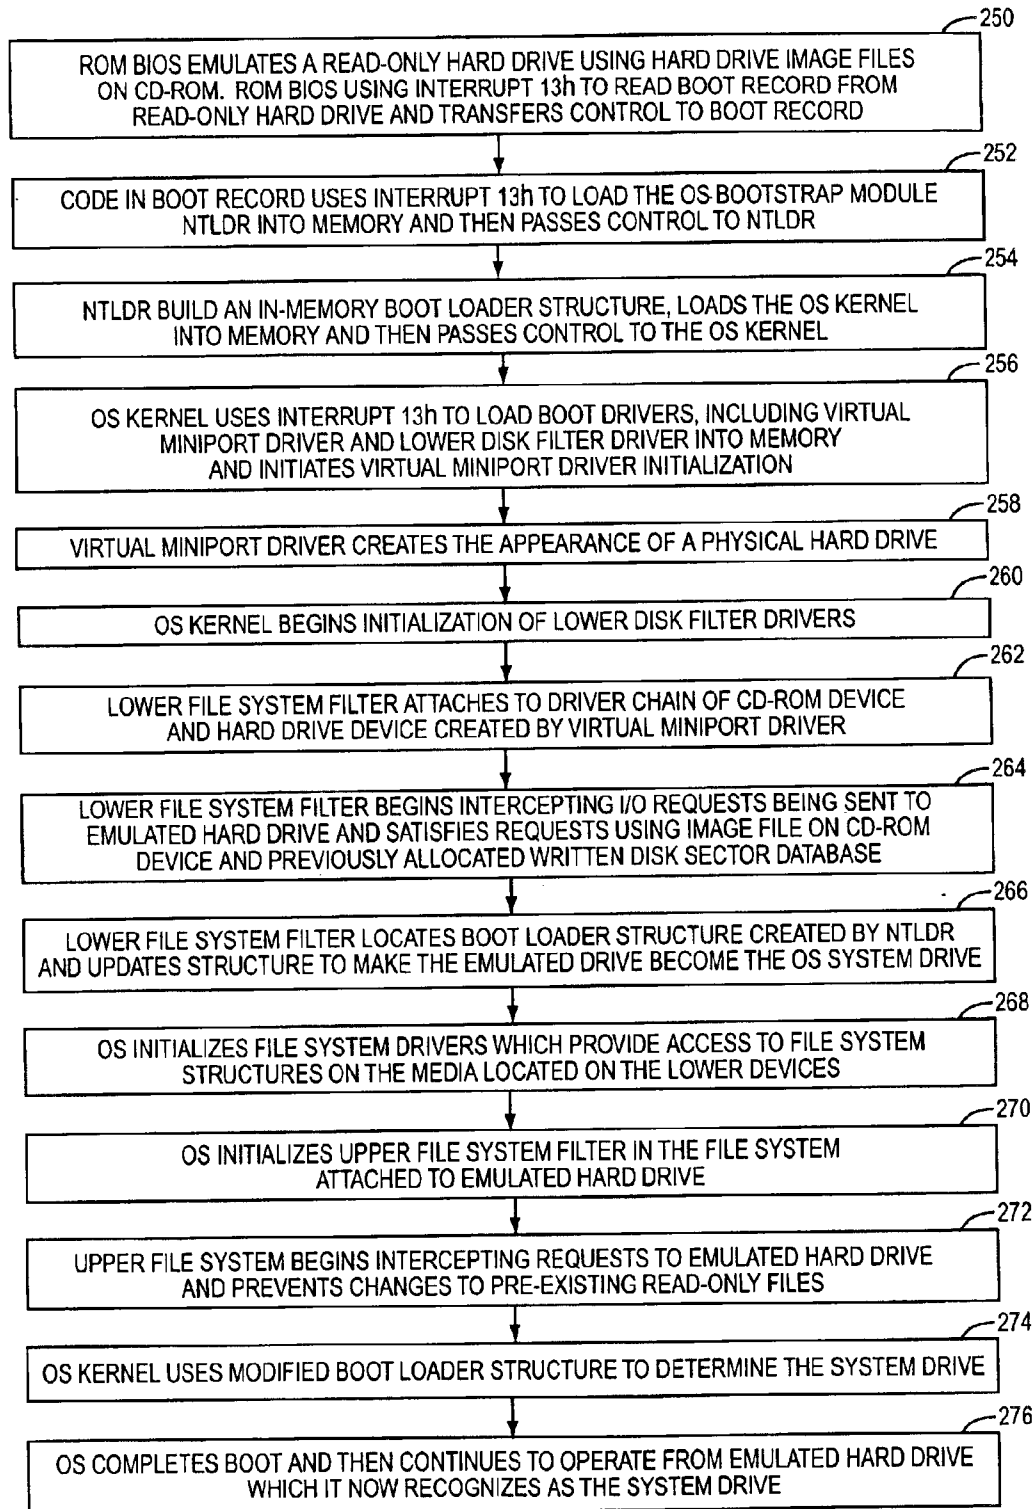 250
ROM BIOS EMULATES A READ-ONLY HARD DRIVE USING HARD DRIVE IMAGE FILES
ON CD-ROM. ROM BIOS USING INTERRUPT 13h TO READ BOOT RECORD FROM
READ-ONLY HARD DRIVE AND TRANSFERS CONTROL TO BOOT RECORD
252
CODE IN BOOT RECORD USES INTERRUPT 13h TO LOAD THE OS BOOTSTRAP MODULE
NTLDR INTO MEMORY AND THEN PASSES CONTROL TO NTLDR
254
NTLDR BUILD AN IN-MEMORY BOOT LOADER STRUCTURE, LOADS THE OS KERNEL
INTO MEMORY AND THEN PASSES CONTROL TO THE OS KERNEL
256
OS KERNEL USES INTERRUPT 13h TO LOAD BOOT DRIVERS, INCLUDING VIRTUAL
MINIPORT DRIVER AND LOWER DISK FILTER DRIVER INTO MEMORY
AND INITIATES VIRTUAL MINIPORT DRIVER INITIALIZATION
258
VIRTUAL MINIPORT DRIVER CREATES THE APPEARANCE OF A PHYSICAL HARD DRIVE
260
OS KERNEL BEGINS INITIALIZATION OF LOWER DISK FILTER DRIVERS
262
LOWER FILE SYSTEM FILTER ATTACHES TO DRIVER CHAIN OF CD-ROM DEVICE
AND HARD DRIVE DEVICE CREATED BY VIRTUAL MINIPORT DRIVER
264
LOWER FILE SYSTEM FILTER BEGINS INTERCEPTING I/O REQUESTS BEING SENT TO
EMULATED HARD DRIVE AND SATISFIES REQUESTS USING IMAGE FILE ON CD-ROM
DEVICE AND PREVIOUSLY ALLOCATED WRITTEN DISK SECTOR DATABASE
266
LOWER FILE SYSTEM FILTER LOCATES BOOT LOADER STRUCTURE CREATED BY NTLDR
AND UPDATES STRUCTURE TO MAKE THE EMULATED DRIVE BECOME THE OS SYSTEM DRIVE
268
OS INITIALIZES FILE SYSTEM DRIVERS WHICH PROVIDE ACCESS TO FILE SYSTEM
STRUCTURES ON THE MEDIA LOCATED ON THE LOWER DEVICES
270
OS INITIALIZES UPPER FILE SYSTEM FILTER IN THE FILE SYSTEM
ATTACHED TO EMULATED HARD DRIVE
272
UPPER FILE SYSTEM BEGINS INTERCEPTING REQUESTS TO EMULATED HARD DRIVE
AND PREVENTS CHANGES TO PRE-EXISTING READ-ONLY FILES
274
OS KERNEL USES MODIFIED BOOT LOADER STRUCTURE TO DETERMINE THE SYSTEM DRIVE
276
OS COMPLETES BOOT AND THEN CONTINUES TO OPERATE FROM EMULATED HARD DRIVE
WHICH IT NOW RECOGNIZES AS THE SYSTEM DRIVE